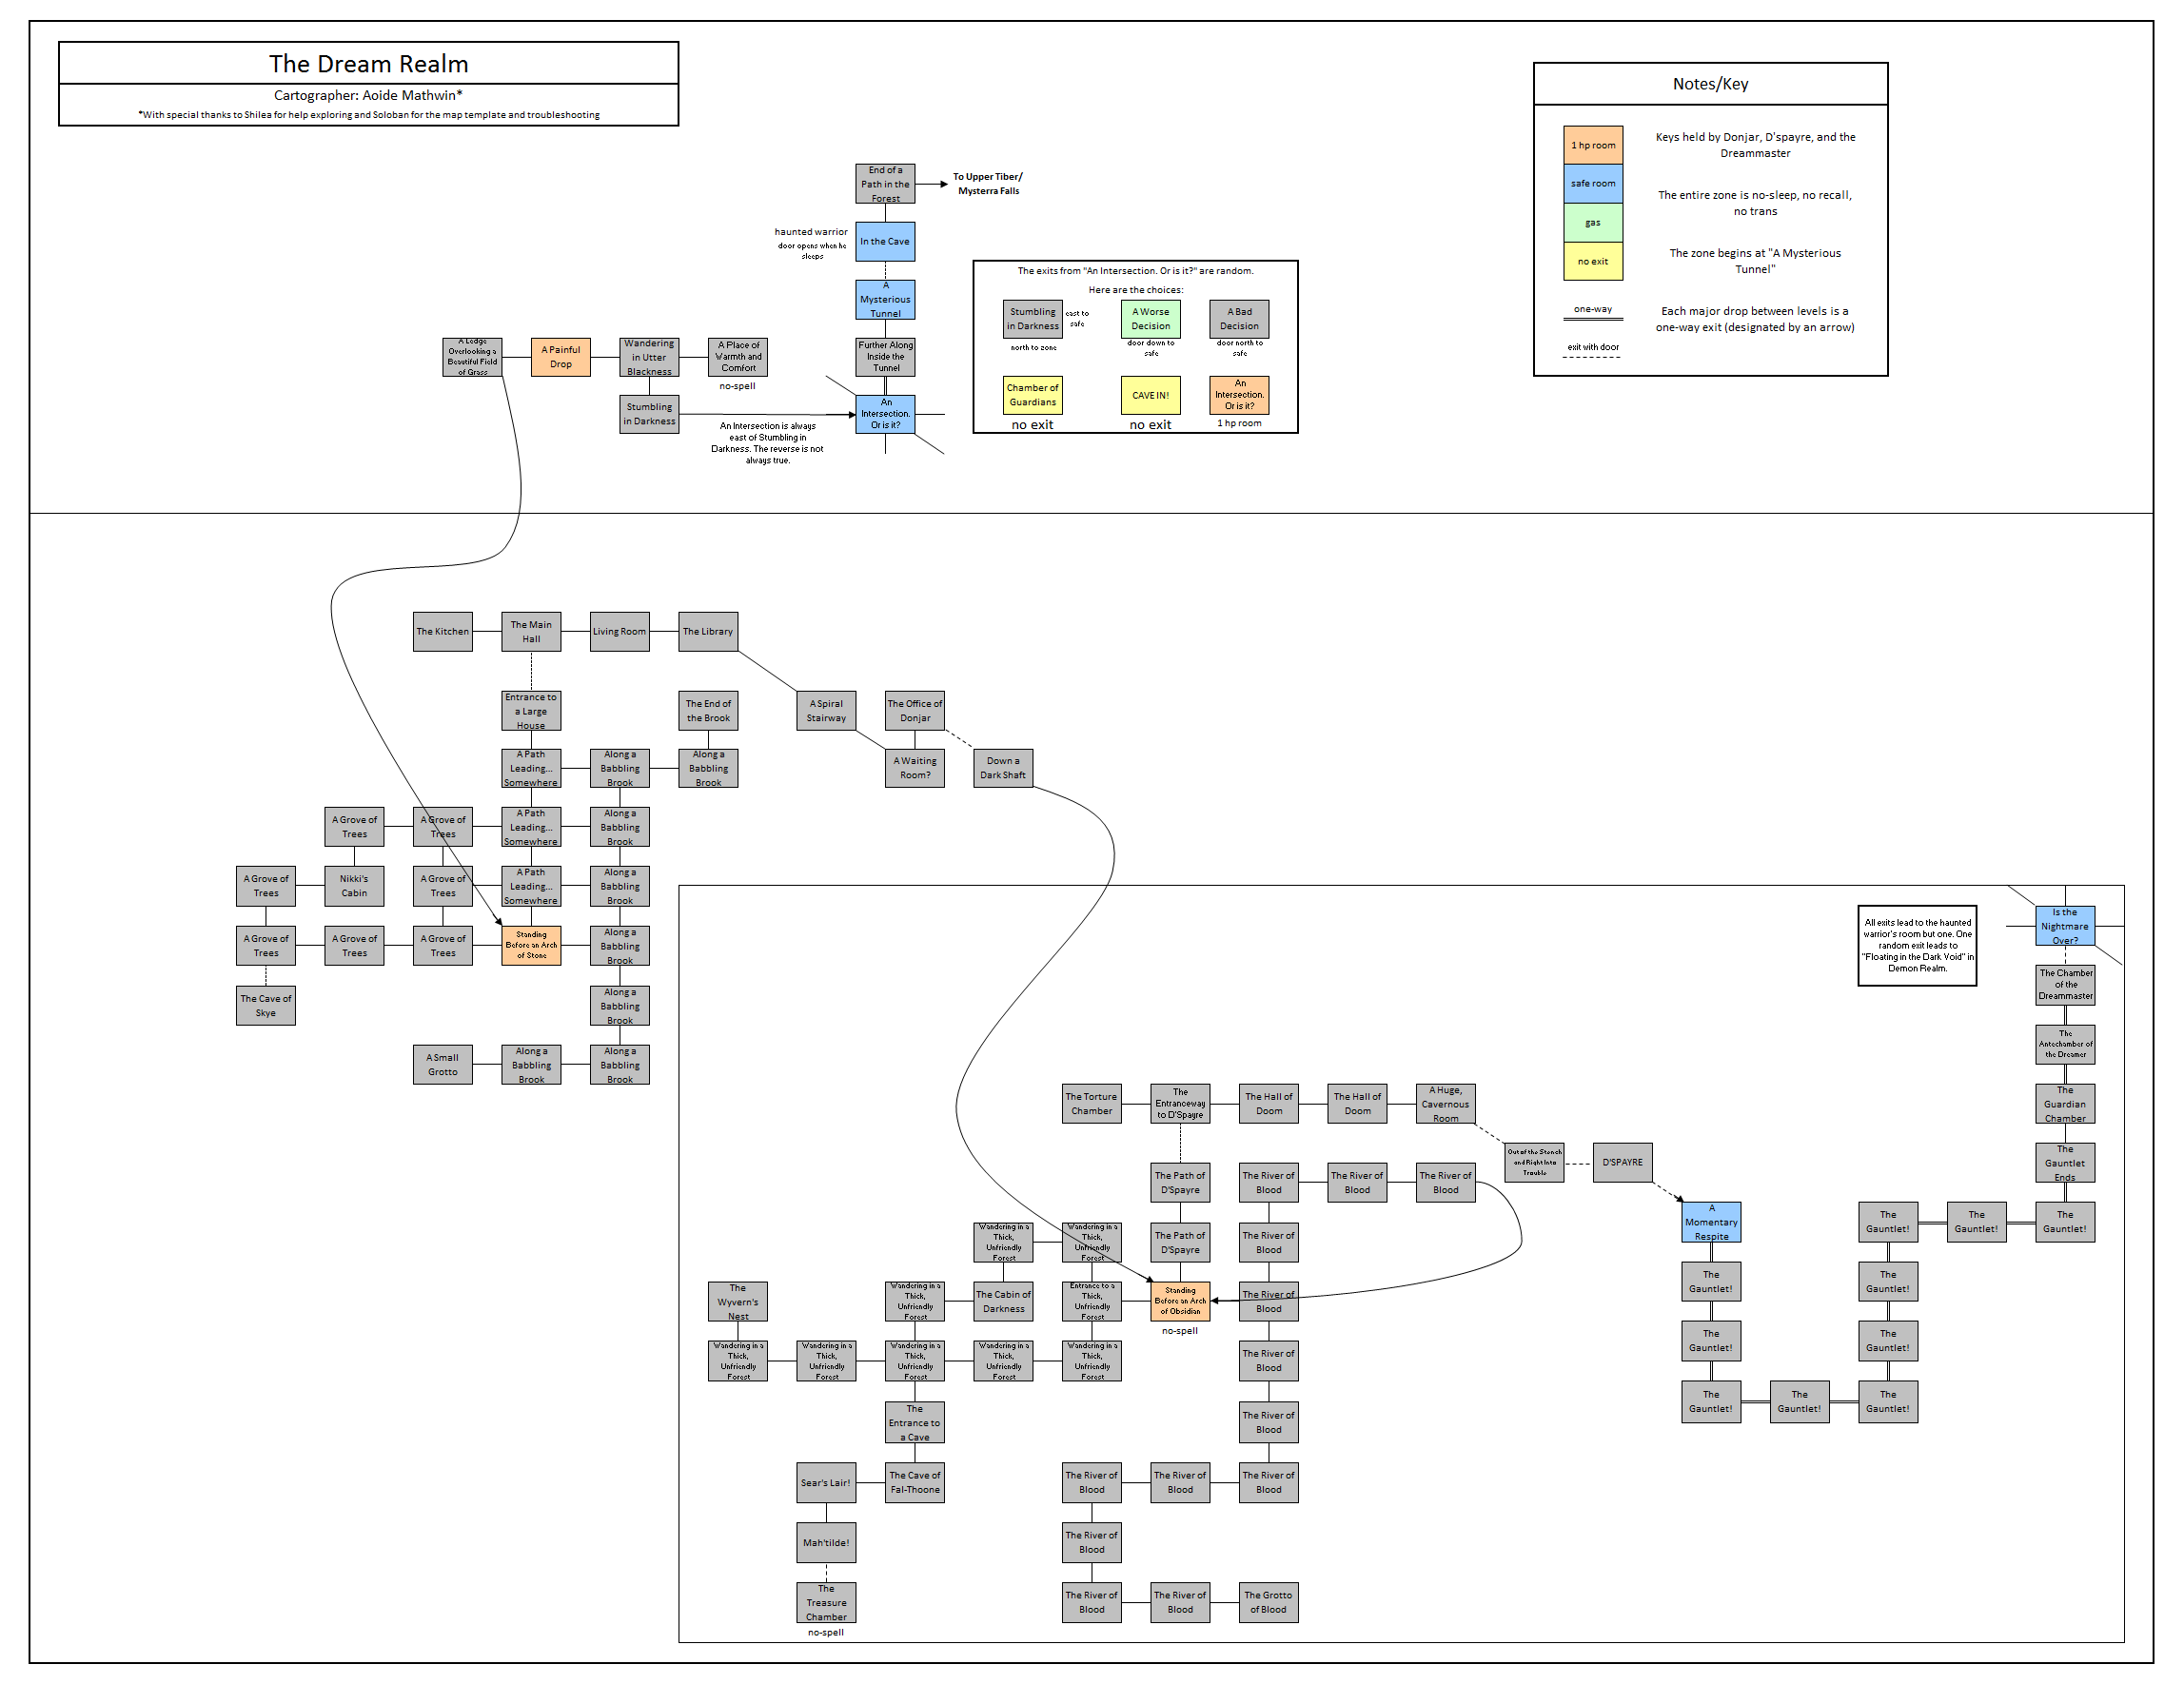 The Dream Realm
Cartographer: Aoide Mathwin*
*With special thanks to Shilea for help exploring and Soloban for the map template and troubleshooting
Notes/Key
1 hp room
safe room
gas
no exit
one-way
exit with door
Keys held by Donjar, D'spayre, and the
Dreammaster
The entire zone is no-sleep, no recall,
no trans
The zone begins at "A Mysterious
Tunnel"
Each major drop between levels is a
one-way exit (designated by an arrow)
End of a
Path in the
Forest
To Upper Tiber/
Mysterra Falls
haunted warrior
door opens when he
sleeps
In the Cave
A
Mysterious
Tunnel
The exits from "An Intersection. Or is it?" are random.
Here are the choices:
Stumbling
in Darkness
east to
safe
north to zone
A Worse
Decision
door down to
safe
A Bad
Decision
door north to
safe
Chamber of
Guardians
no exit
CAVE IN!
no exit
An
Intersection.
Or is it?
1 hp room
A Ledge
Overlooking a
Beautiful Field
of Grass
A Painful
Drop
Wandering
in Utter
Blackness
A Place of
Warmth and
Comfort
no-spell
Further Along
Inside the
Tunnel
Stumbling
in Darkness
An
Intersection.
Or is it?
An Intersection is always
east of Stumbling in
Darkness. The reverse is not
always true.
The Kitchen
The Main
Hall
Living Room
The Library
Entrance to
a Large
House
The End of
the Brook
A Spiral
Stairway
The Office of
Donjar
A Path
Leading...
Somewhere
Along a
Babbling
Brook
Along a
Babbling
Brook
A Waiting
Room?
Down a
Dark Shaft
A Grove of
Trees
A Grove of
Trees
A Path
Leading...
Somewhere
Along a
Babbling
Brook
A Grove of
Trees
Nikki's
Cabin
A Grove of
Trees
A Path
Leading...
Somewhere
Along a
Babbling
Brook
A Grove of
Trees
A Grove of
Trees
A Grove of
Trees
Standing
Before an Arch
of Stone
Along a
Babbling
Brook
The Cave of
Skye
Along a
Babbling
Brook
A Small
Grotto
Along a
Babbling
Brook
Along a
Babbling
Brook
All exits lead to the haunted
warrior's room but one. One
random exit leads to
"Floating in the Dark Void" in
Demon Realm.
Is the
Nightmare
Over?
The Chamber
of the
Dreammaster
The
Antechamber of
the Dreamer
The
Guardian
Chamber
The
Gauntlet
Ends
The Torture
Chamber
The
Entranceway
to D'Spayre
The Hall of
Doom
The Hall of
Doom
A Huge,
Cavernous
Room
Out of the Stench
and Right Into
Trouble
D'SPAYRE
The Path of
D'Spayre
The River of
Blood
The River of
Blood
The River of
Blood
A
Momentary
Respite
The
Gauntlet!
The
Gauntlet!
The
Gauntlet!
Wandering in a
Thick,
Unfriendly
Forest
Wandering in a
Thick,
Unfriendly
Forest
The Path of
D'Spayre
The River of
Blood
The
Gauntlet!
The
Gauntlet!
The
Wyvern's
Nest
Wandering in a
Thick,
Unfriendly
Forest
The Cabin of
Darkness
Entrance to a
Thick,
Unfriendly
Forest
Standing
Before an Arch
of Obsidian
no-spell
The River of
Blood
The
Gauntlet!
The
Gauntlet!
Wandering in a
Thick,
Unfriendly
Forest
Wandering in a
Thick,
Unfriendly
Forest
Wandering in a
Thick,
Unfriendly
Forest
Wandering in a
Thick,
Unfriendly
Forest
Wandering in a
Thick,
Unfriendly
Forest
The River of
Blood
The
Gauntlet!
The
Gauntlet!
The
Gauntlet!
The
Entrance to
a Cave
The River of
Blood
Sear's Lair!
The Cave of
Fal-Thoone
The River of
Blood
The River of
Blood
The River of
Blood
Mah'tilde!
The River of
Blood
The
Treasure
Chamber
no-spell
The River of
Blood
The River of
Blood
The Grotto
of Blood